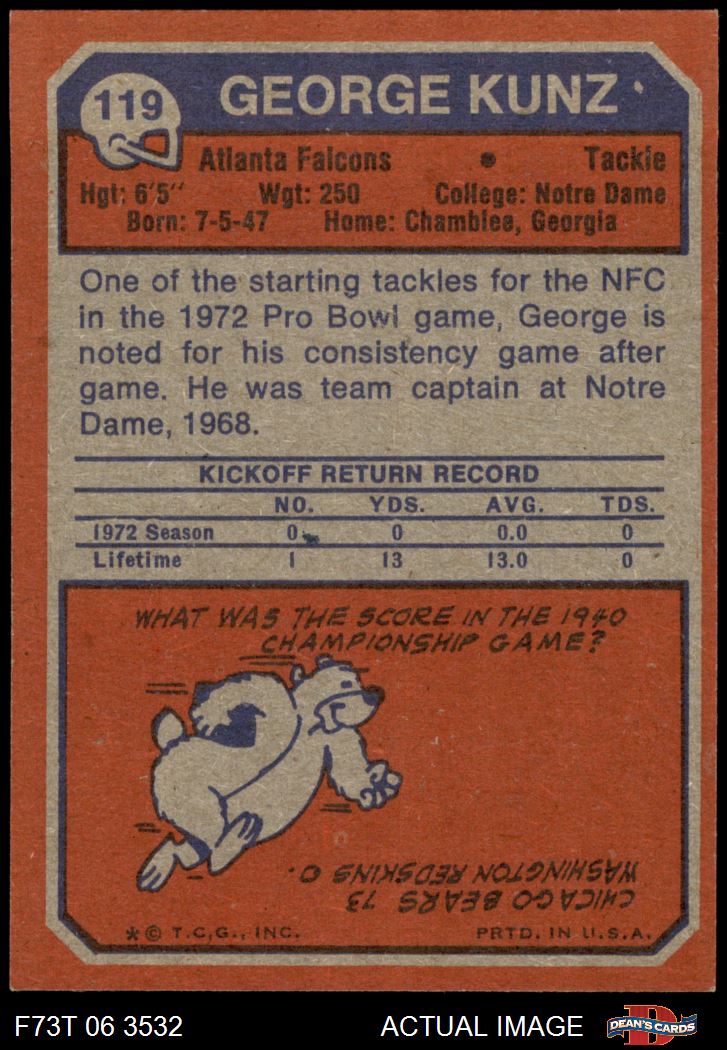 119
GEORGE KUNZ
Atlanta Falcons • Tackle
Hgt: 6'5" Wgt: 250 College: Notre Dame
Born: 7-5-47 Home: Chamblee, Georgia
One of the starting tackles for the NFC
in the 1972 Pro Bowl game, George is
noted for his consistency game after
game. He was team captain at Notre
Dame, 1968.
KICKOFF RETURN RECORD
NO. YDS. AVG. TDS.
1972 Season 0 0 0.0 0
Lifetime 1 13 13.0 0
WHAT WAS THE SCORE IN THE 1940
CHAMPIONSHIP GAME?
CHICAGO BEARS 73
WASHINGTON REDSKINS 0.
*© T.C.G., INC. PRTD. IN U.S.A.
F73T 06 3532 ACTUAL IMAGE
D
DEAN'S CARDS